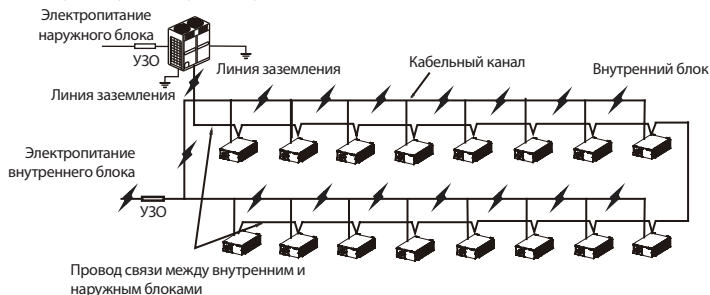 Электропитание
наружного блока
УЗО
Линия заземления
Линия заземления
Кабельный канал
Внутренний блок
Электропитание
внутреннего блока
УЗО
Провод связи между внутренним и
наружным блоками